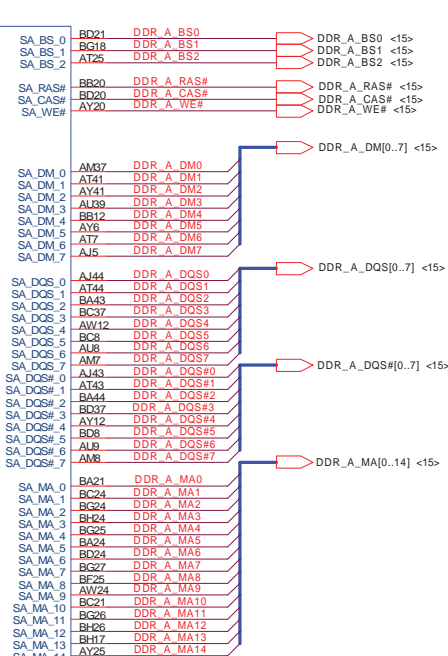 SA_BS_0 BD21 DDR_A_BS0 DDR_A_BS0 <15>
SA_BS_1 BG18 DDR_A_BS1 DDR_A_BS1 <15>
SA_BS_2 AT25 DDR_A_BS2 DDR_A_BS2 <15>
SA_RAS# BB20 DDR_A_RAS# DDR_A_RAS# <15>
SA_CAS# BD20 DDR_A_CAS# DDR_A_CAS# <15>
SA_WE# AY20 DDR_A_WE# DDR_A_WE# <15>
DDR_A_DM[0..7] <15>
SA_DM_0 AM37 DDR_A_DM0
SA_DM_1 AT41 DDR_A_DM1
SA_DM_2 AY41 DDR_A_DM2
SA_DM_3 AU39 DDR_A_DM3
SA_DM_4 BB12 DDR_A_DM4
SA_DM_5 AY6 DDR_A_DM5
SA_DM_6 AT7 DDR_A_DM6
SA_DM_7 AJ5 DDR_A_DM7
DDR_A_DQS[0..7] <15>
SA_DQS_0 AJ44 DDR_A_DQS0
SA_DQS_1 AT44 DDR_A_DQS1
SA_DQS_2 BA43 DDR_A_DQS2
SA_DQS_3 BC37 DDR_A_DQS3
SA_DQS_4 AW12 DDR_A_DQS4
SA_DQS_5 BC8 DDR_A_DQS5
SA_DQS_6 AU8 DDR_A_DQS6
SA_DQS_7 AM7 DDR_A_DQS7
DDR_A_DQS#[0..7] <15>
SA_DQS#_0 AJ43 DDR_A_DQS#0
SA_DQS#_1 AT43 DDR_A_DQS#1
SA_DQS#_2 BA44 DDR_A_DQS#2
SA_DQS#_3 BD37 DDR_A_DQS#3
SA_DQS#_4 AY12 DDR_A_DQS#4
SA_DQS#_5 BD8 DDR_A_DQS#5
SA_DQS#_6 AU9 DDR_A_DQS#6
SA_DQS#_7 AM8 DDR_A_DQS#7
DDR_A_MA[0..14] <15>
SA_MA_0 BA21 DDR_A_MA0
SA_MA_1 BC24 DDR_A_MA1
SA_MA_2 BG24 DDR_A_MA2
SA_MA_3 BH24 DDR_A_MA3
SA_MA_4 BG25 DDR_A_MA4
SA_MA_5 BA24 DDR_A_MA5
SA_MA_6 BD24 DDR_A_MA6
SA_MA_7 BG27 DDR_A_MA7
SA_MA_8 BF25 DDR_A_MA8
SA_MA_9 AW24 DDR_A_MA9
SA_MA_10 BC21 DDR_A_MA10
SA_MA_11 BG26 DDR_A_MA11
SA_MA_12 BH26 DDR_A_MA12
SA_MA_13 BH17 DDR_A_MA13
SA_MA_14 AY25 DDR_A_MA14